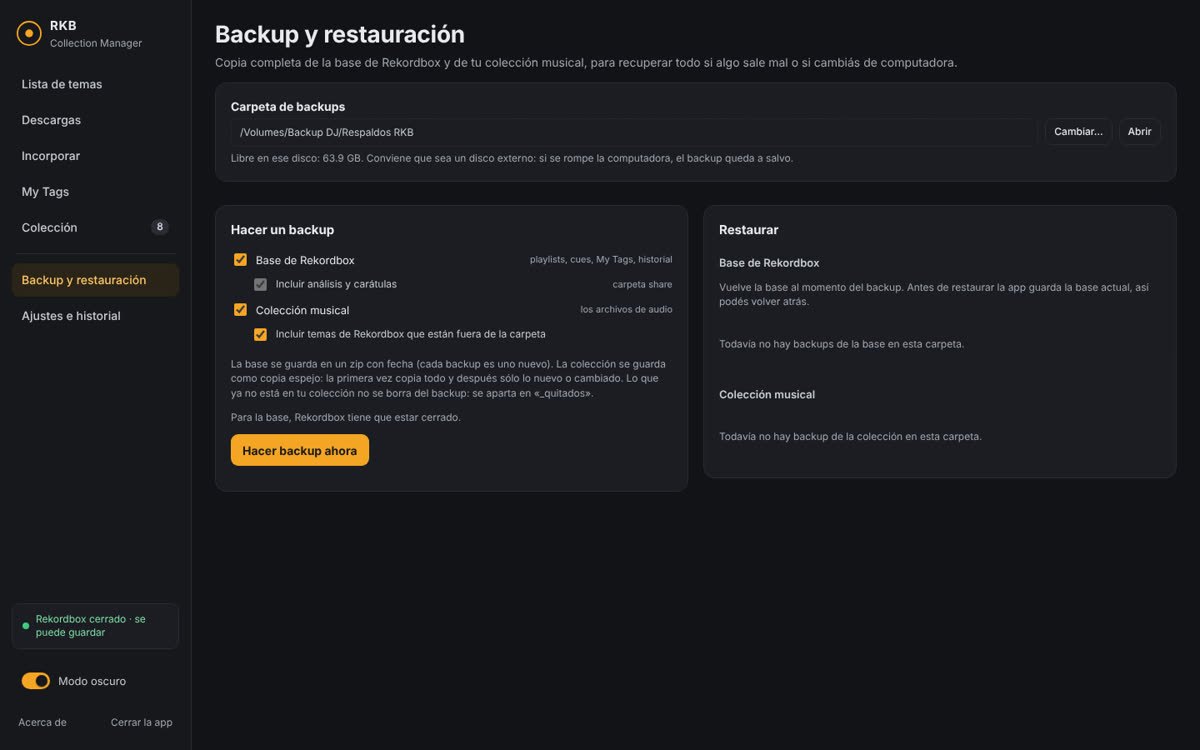 RKB
Collection Manager
Lista de temas
Descargas
Incorporar
My Tags
Colección 8
Backup y restauración
Ajustes e historial
Rekordbox cerrado · se
puede guardar
Modo oscuro
Acerca de Cerrar la app
Backup y restauración
Copia completa de la base de Rekordbox y de tu colección musical, para recuperar todo si algo sale mal o si cambiás de computadora.
Carpeta de backups
/Volumes/Backup DJ/Respaldos RKB
Cambiar... Abrir
Libre en ese disco: 63.9 GB. Conviene que sea un disco externo: si se rompe la computadora, el backup queda a salvo.
Hacer un backup
Base de Rekordbox playlists, cues, My Tags, historial
Incluir análisis y carátulas carpeta share
Colección musical los archivos de audio
Incluir temas de Rekordbox que están fuera de la carpeta
La base se guarda en un zip con fecha (cada backup es uno nuevo). La colección se guarda
como copia espejo: la primera vez copia todo y después sólo lo nuevo o cambiado. Lo que
ya no está en tu colección no se borra del backup: se aparta en «_quitados».
Para la base, Rekordbox tiene que estar cerrado.
Hacer backup ahora
Restaurar
Base de Rekordbox
Vuelve la base al momento del backup. Antes de restaurar la app guarda la base actual, así
podés volver atrás.
Todavía no hay backups de la base en esta carpeta.
Colección musical
Todavía no hay backup de la colección en esta carpeta.